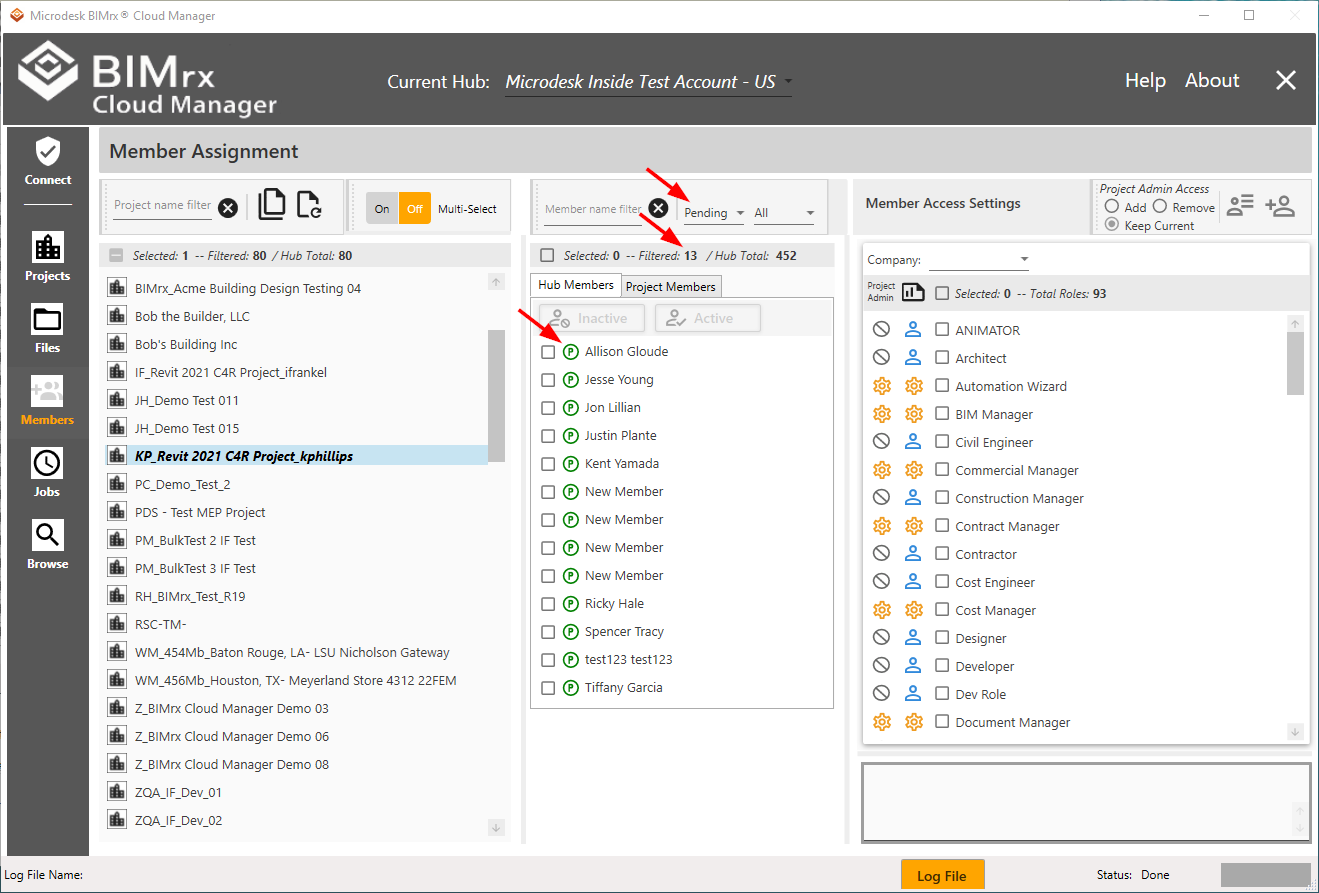 Microdesk BIMrx® Cloud Manager
BIMrx
Cloud Manager
Current Hub: Microdesk Inside Test Account - US
Help About
Connect
Projects
Files
Members
Jobs
Browse
Member Assignment
Project name filter
On Off Multi-Select
Selected: 1 -- Filtered: 80 / Hub Total: 80
BIMrx_Acme Building Design Testing 04
Bob the Builder, LLC
Bob's Building Inc
IF_Revit 2021 C4R Project_ifrankel
JH_Demo Test 011
JH_Demo Test 015
KP_Revit 2021 C4R Project_kphillips
PC_Demo_Test_2
PDS - Test MEP Project
PM_BulkTest 2 IF Test
PM_BulkTest 3 IF Test
RH_BIMrx_Test_R19
RSC-TM-
WM_454Mb_Baton Rouge, LA- LSU Nicholson Gateway
WM_456Mb_Houston, TX- Meyerland Store 4312 22FEM
Z_BIMrx Cloud Manager Demo 03
Z_BIMrx Cloud Manager Demo 06
Z_BIMrx Cloud Manager Demo 08
ZQA_IF_Dev_01
ZQA_IF_Dev_02
Member name filter
Pending All
Selected: 0 -- Filtered: 13 / Hub Total: 452
Hub Members Project Members
Inactive Active
P Allison Gloude
P Jesse Young
P Jon Lillian
P Justin Plante
P Kent Yamada
P New Member
P New Member
P New Member
P New Member
P Ricky Hale
P Spencer Tracy
P test123 test123
P Tiffany Garcia
Member Access Settings
Project Admin Access
Add Remove
Keep Current
Company:
Project
Admin
Selected: 0 -- Total Roles: 93
ANIMATOR
Architect
Automation Wizard
BIM Manager
Civil Engineer
Commercial Manager
Construction Manager
Contract Manager
Contractor
Cost Engineer
Cost Manager
Designer
Developer
Dev Role
Document Manager
Log File Name:
Log File
Status: Done